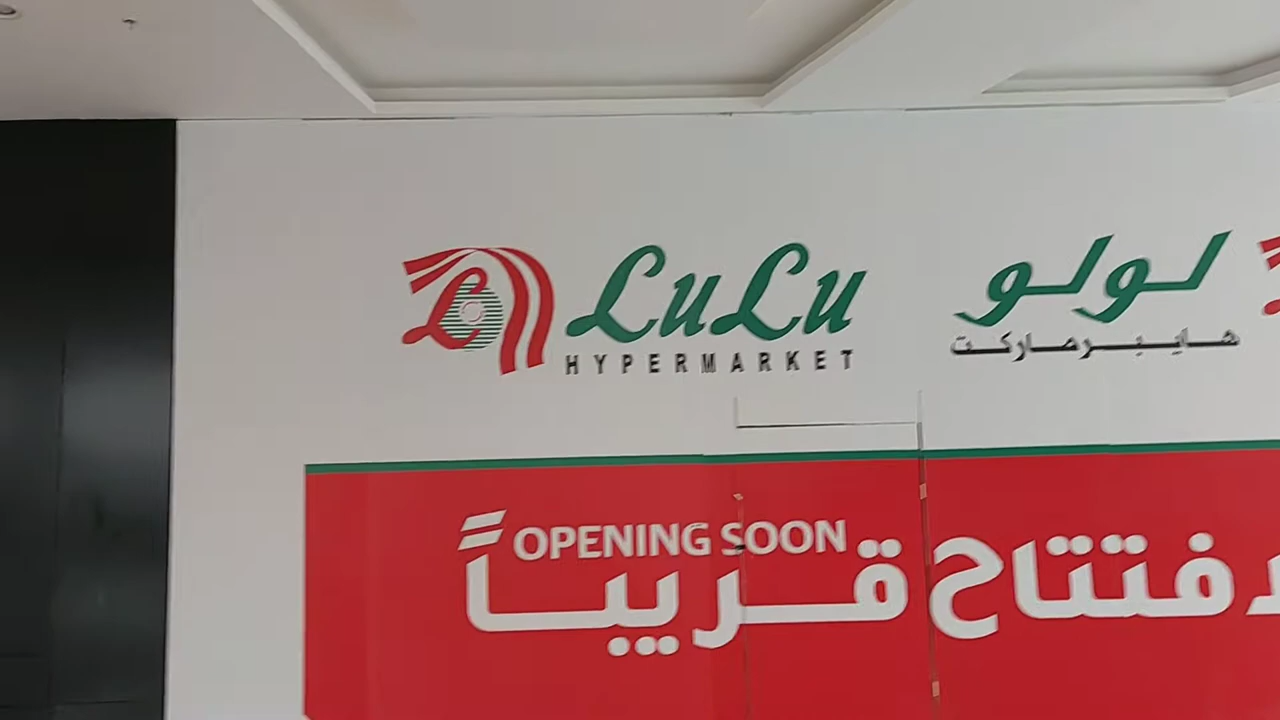 LuLu
HYPERMARKET
لولو
هايبرماركت
OPENING SOON
فتتاح قريباً